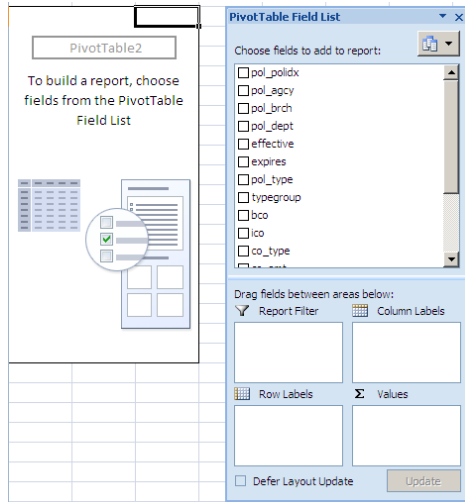 PivotTable2
To build a report, choose
fields from the PivotTable
Field List
PivotTable Field List
Choose fields to add to report:
pol_polidx
pol_agcy
pol_brch
pol_dept
effective
expires
pol_type
typegroup
bco
ico
co_type
Drag fields between areas below:
Report Filter
Column Labels
Row Labels
Σ Values
Defer Layout Update
Update